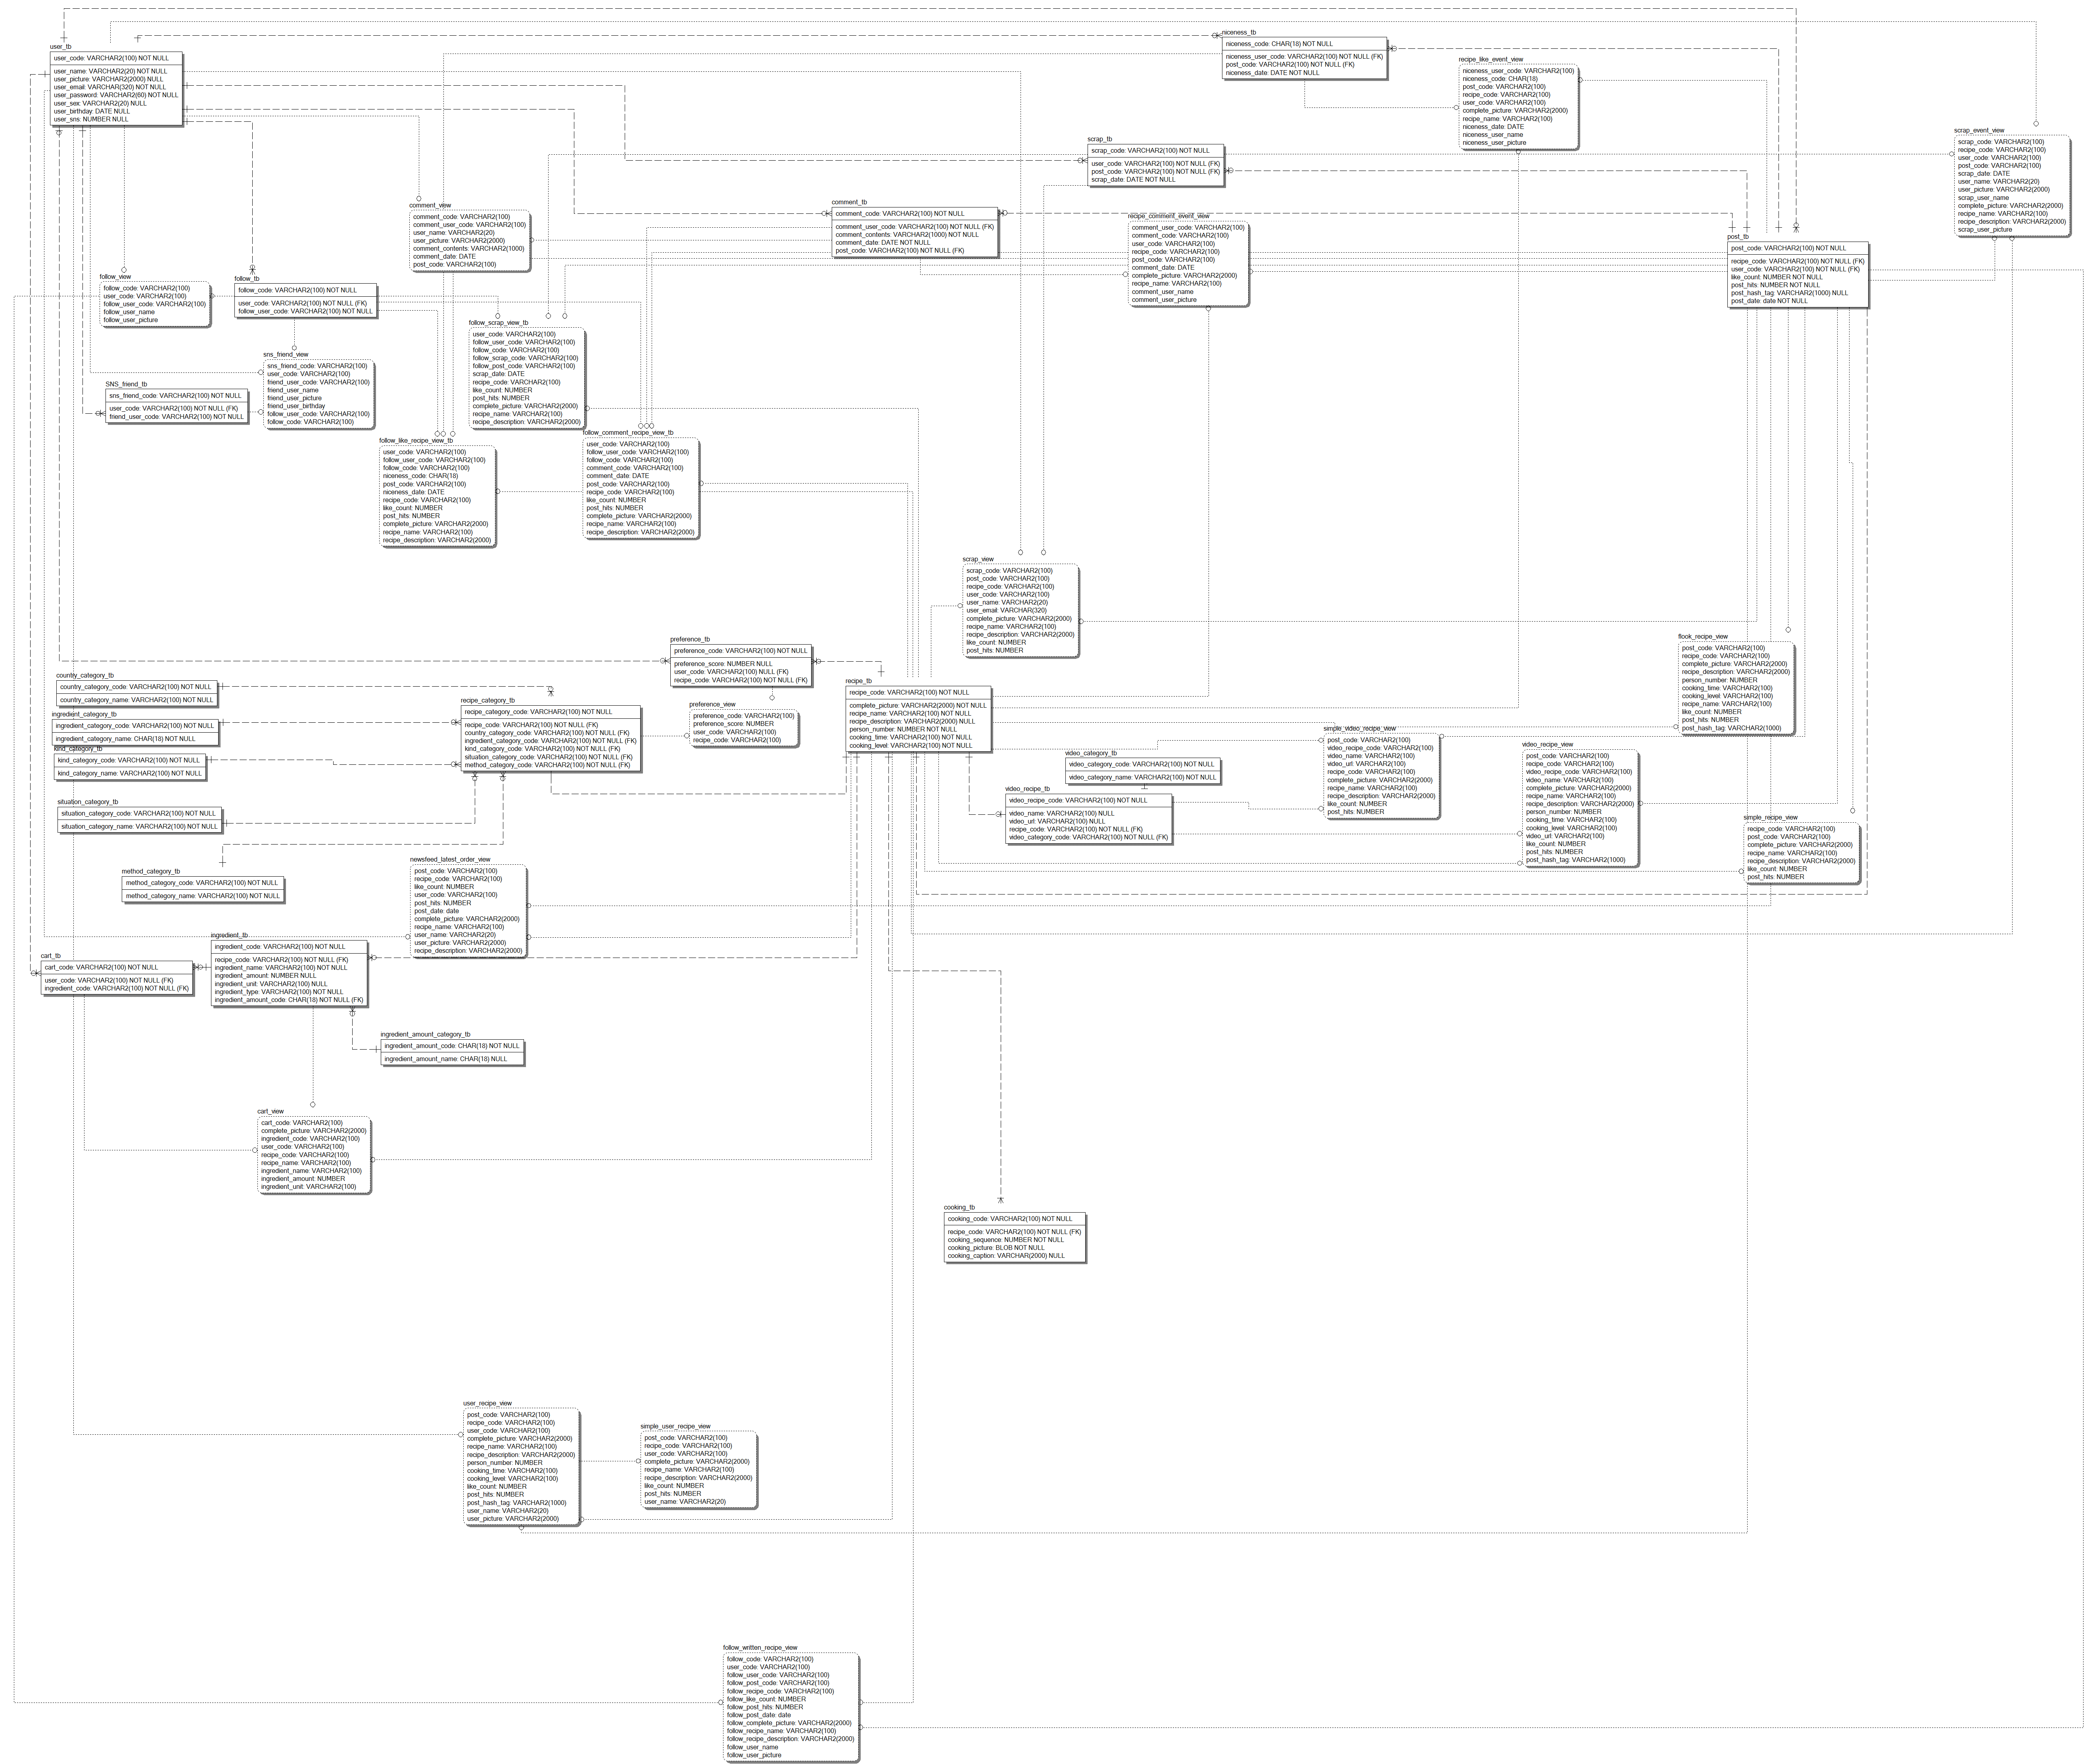 user_tb
user_code: VARCHAR2(100) NOT NULL
user_name: VARCHAR2(20) NOT NULL
user_picture: VARCHAR2(2000) NULL
user_email: VARCHAR(320) NOT NULL
user_password: VARCHAR2(60) NOT NULL
user_sex: VARCHAR2(20) NULL
user_birthday: DATE NULL
user_sns: NUMBER NULL
niceness_tb
niceness_code: CHAR(18) NOT NULL
niceness_user_code: VARCHAR2(100) NOT NULL (FK)
post_code: VARCHAR2(100) NOT NULL (FK)
niceness_date: DATE NOT NULL
recipe_like_event_view
niceness_user_code: VARCHAR2(100)
niceness_code: CHAR(18)
post_code: VARCHAR2(100)
recipe_code: VARCHAR2(100)
user_code: VARCHAR2(100)
complete_picture: VARCHAR2(2000)
recipe_name: VARCHAR2(100)
niceness_date: DATE
niceness_user_name
niceness_user_picture
scrap_event_view
scrap_code: VARCHAR2(100)
recipe_code: VARCHAR2(100)
user_code: VARCHAR2(100)
post_code: VARCHAR2(100)
scrap_date: DATE
user_name: VARCHAR2(20)
user_picture: VARCHAR2(2000)
scrap_user_name
complete_picture: VARCHAR2(2000)
recipe_name: VARCHAR2(100)
recipe_description: VARCHAR2(2000)
scrap_user_picture
scrap_tb
scrap_code: VARCHAR2(100) NOT NULL
user_code: VARCHAR2(100) NOT NULL (FK)
post_code: VARCHAR2(100) NOT NULL (FK)
scrap_date: DATE NOT NULL
comment_view
comment_code: VARCHAR2(100)
comment_user_code: VARCHAR2(100)
user_name: VARCHAR2(20)
user_picture: VARCHAR2(2000)
comment_contents: VARCHAR2(1000)
comment_date: DATE
post_code: VARCHAR2(100)
comment_tb
comment_code: VARCHAR2(100) NOT NULL
comment_user_code: VARCHAR2(100) NOT NULL (FK)
comment_contents: VARCHAR2(1000) NOT NULL
comment_date: DATE NOT NULL
post_code: VARCHAR2(100) NOT NULL (FK)
recipe_comment_event_view
comment_user_code: VARCHAR2(100)
comment_code: VARCHAR2(100)
user_code: VARCHAR2(100)
recipe_code: VARCHAR2(100)
post_code: VARCHAR2(100)
comment_date: DATE
complete_picture: VARCHAR2(2000)
recipe_name: VARCHAR2(100)
comment_user_name
comment_user_picture
post_tb
post_code: VARCHAR2(100) NOT NULL
recipe_code: VARCHAR2(100) NOT NULL (FK)
user_code: VARCHAR2(100) NOT NULL (FK)
like_count: NUMBER NOT NULL
post_hits: NUMBER NOT NULL
post_hash_tag: VARCHAR2(1000) NULL
post_date: date NOT NULL
follow_view
follow_code: VARCHAR2(100)
user_code: VARCHAR2(100)
follow_user_code: VARCHAR2(100)
follow_user_name
follow_user_picture
follow_tb
follow_code: VARCHAR2(100) NOT NULL
user_code: VARCHAR2(100) NOT NULL (FK)
follow_user_code: VARCHAR2(100) NOT NULL
follow_scrap_view_tb
user_code: VARCHAR2(100)
follow_user_code: VARCHAR2(100)
follow_code: VARCHAR2(100)
follow_scrap_code: VARCHAR2(100)
follow_post_code: VARCHAR2(100)
scrap_date: DATE
recipe_code: VARCHAR2(100)
like_count: NUMBER
post_hits: NUMBER
complete_picture: VARCHAR2(2000)
recipe_name: VARCHAR2(100)
recipe_description: VARCHAR2(2000)
sns_friend_view
sns_friend_code: VARCHAR2(100)
user_code: VARCHAR2(100)
friend_user_code: VARCHAR2(100)
friend_user_name
friend_user_picture
friend_user_birthday
follow_user_code: VARCHAR2(100)
follow_code: VARCHAR2(100)
SNS_friend_tb
sns_friend_code: VARCHAR2(100) NOT NULL
user_code: VARCHAR2(100) NOT NULL (FK)
friend_user_code: VARCHAR2(100) NOT NULL
follow_like_recipe_view_tb
user_code: VARCHAR2(100)
follow_user_code: VARCHAR2(100)
follow_code: VARCHAR2(100)
niceness_code: CHAR(18)
post_code: VARCHAR2(100)
niceness_date: DATE
recipe_code: VARCHAR2(100)
like_count: NUMBER
post_hits: NUMBER
complete_picture: VARCHAR2(2000)
recipe_name: VARCHAR2(100)
recipe_description: VARCHAR2(2000)
follow_comment_recipe_view_tb
user_code: VARCHAR2(100)
follow_user_code: VARCHAR2(100)
follow_code: VARCHAR2(100)
comment_code: VARCHAR2(100)
comment_date: DATE
post_code: VARCHAR2(100)
recipe_code: VARCHAR2(100)
like_count: NUMBER
post_hits: NUMBER
complete_picture: VARCHAR2(2000)
recipe_name: VARCHAR2(100)
recipe_description: VARCHAR2(2000)
scrap_view
scrap_code: VARCHAR2(100)
post_code: VARCHAR2(100)
recipe_code: VARCHAR2(100)
user_code: VARCHAR2(100)
user_name: VARCHAR2(20)
user_email: VARCHAR(320)
complete_picture: VARCHAR2(2000)
recipe_name: VARCHAR2(100)
recipe_description: VARCHAR2(2000)
like_count: NUMBER
post_hits: NUMBER
preference_tb
preference_code: VARCHAR2(100) NOT NULL
preference_score: NUMBER NULL
user_code: VARCHAR2(100) NULL (FK)
recipe_code: VARCHAR2(100) NOT NULL (FK)
flook_recipe_view
post_code: VARCHAR2(100)
recipe_code: VARCHAR2(100)
complete_picture: VARCHAR2(2000)
recipe_description: VARCHAR2(2000)
person_number: NUMBER
cooking_time: VARCHAR2(100)
cooking_level: VARCHAR2(100)
recipe_name: VARCHAR2(100)
like_count: NUMBER
post_hits: NUMBER
post_hash_tag: VARCHAR2(1000)
country_category_tb
country_category_code: VARCHAR2(100) NOT NULL
country_category_name: VARCHAR2(100) NOT NULL
ingredient_category_tb
ingredient_category_code: VARCHAR2(100) NOT NULL
ingredient_category_name: CHAR(18) NOT NULL
kind_category_tb
kind_category_code: VARCHAR2(100) NOT NULL
kind_category_name: VARCHAR2(100) NOT NULL
recipe_category_tb
recipe_category_code: VARCHAR2(100) NOT NULL
recipe_code: VARCHAR2(100) NOT NULL (FK)
country_category_code: VARCHAR2(100) NOT NULL (FK)
ingredient_category_code: VARCHAR2(100) NOT NULL (FK)
kind_category_code: VARCHAR2(100) NOT NULL (FK)
situation_category_code: VARCHAR2(100) NOT NULL (FK)
method_category_code: VARCHAR2(100) NOT NULL (FK)
preference_view
preference_code: VARCHAR2(100)
preference_score: NUMBER
user_code: VARCHAR2(100)
recipe_code: VARCHAR2(100)
recipe_tb
recipe_code: VARCHAR2(100) NOT NULL
complete_picture: VARCHAR2(2000) NOT NULL
recipe_name: VARCHAR2(100) NOT NULL
recipe_description: VARCHAR2(2000) NULL
person_number: NUMBER NOT NULL
cooking_time: VARCHAR2(100) NOT NULL
cooking_level: VARCHAR2(100) NOT NULL
simple_video_recipe_view
post_code: VARCHAR2(100)
video_recipe_code: VARCHAR2(100)
video_name: VARCHAR2(100)
video_url: VARCHAR2(100)
recipe_code: VARCHAR2(100)
complete_picture: VARCHAR2(2000)
recipe_name: VARCHAR2(100)
recipe_description: VARCHAR2(2000)
like_count: NUMBER
post_hits: NUMBER
video_recipe_view
post_code: VARCHAR2(100)
recipe_code: VARCHAR2(100)
video_recipe_code: VARCHAR2(100)
video_name: VARCHAR2(100)
complete_picture: VARCHAR2(2000)
recipe_name: VARCHAR2(100)
recipe_description: VARCHAR2(2000)
person_number: NUMBER
cooking_time: VARCHAR2(100)
cooking_level: VARCHAR2(100)
video_url: VARCHAR2(100)
like_count: NUMBER
post_hits: NUMBER
post_hash_tag: VARCHAR2(1000)
video_category_tb
video_category_code: VARCHAR2(100) NOT NULL
video_category_name: VARCHAR2(100) NOT NULL
video_recipe_tb
video_recipe_code: VARCHAR2(100) NOT NULL
video_name: VARCHAR2(100) NULL
video_url: VARCHAR2(100) NULL
recipe_code: VARCHAR2(100) NOT NULL (FK)
video_category_code: VARCHAR2(100) NOT NULL (FK)
simple_recipe_view
recipe_code: VARCHAR2(100)
post_code: VARCHAR2(100)
complete_picture: VARCHAR2(2000)
recipe_name: VARCHAR2(100)
recipe_description: VARCHAR2(2000)
like_count: NUMBER
post_hits: NUMBER
situation_category_tb
situation_category_code: VARCHAR2(100) NOT NULL
situation_category_name: VARCHAR2(100) NOT NULL
method_category_tb
method_category_code: VARCHAR2(100) NOT NULL
method_category_name: VARCHAR2(100) NOT NULL
newsfeed_latest_order_view
post_code: VARCHAR2(100)
recipe_code: VARCHAR2(100)
like_count: NUMBER
user_code: VARCHAR2(100)
post_hits: NUMBER
post_date: date
complete_picture: VARCHAR2(2000)
recipe_name: VARCHAR2(100)
user_name: VARCHAR2(20)
user_picture: VARCHAR2(2000)
recipe_description: VARCHAR2(2000)
cart_tb
cart_code: VARCHAR2(100) NOT NULL
user_code: VARCHAR2(100) NOT NULL (FK)
ingredient_code: VARCHAR2(100) NOT NULL (FK)
ingredient_tb
ingredient_code: VARCHAR2(100) NOT NULL
recipe_code: VARCHAR2(100) NOT NULL (FK)
ingredient_name: VARCHAR2(100) NOT NULL
ingredient_amount: NUMBER NULL
ingredient_unit: VARCHAR2(100) NULL
ingredient_type: VARCHAR2(100) NOT NULL
ingredient_amount_code: CHAR(18) NOT NULL (FK)
ingredient_amount_category_tb
ingredient_amount_code: CHAR(18) NOT NULL
ingredient_amount_name: CHAR(18) NULL
cart_view
cart_code: VARCHAR2(100)
complete_picture: VARCHAR2(2000)
ingredient_code: VARCHAR2(100)
user_code: VARCHAR2(100)
recipe_code: VARCHAR2(100)
recipe_name: VARCHAR2(100)
ingredient_name: VARCHAR2(100)
ingredient_amount: NUMBER
ingredient_unit: VARCHAR2(100)
cooking_tb
cooking_code: VARCHAR2(100) NOT NULL
recipe_code: VARCHAR2(100) NOT NULL (FK)
cooking_sequence: NUMBER NOT NULL
cooking_picture: BLOB NOT NULL
cooking_caption: VARCHAR(2000) NULL
user_recipe_view
post_code: VARCHAR2(100)
recipe_code: VARCHAR2(100)
user_code: VARCHAR2(100)
complete_picture: VARCHAR2(2000)
recipe_name: VARCHAR2(100)
recipe_description: VARCHAR2(2000)
person_number: NUMBER
cooking_time: VARCHAR2(100)
cooking_level: VARCHAR2(100)
like_count: NUMBER
post_hits: NUMBER
post_hash_tag: VARCHAR2(1000)
user_name: VARCHAR2(20)
user_picture: VARCHAR2(2000)
simple_user_recipe_view
post_code: VARCHAR2(100)
recipe_code: VARCHAR2(100)
user_code: VARCHAR2(100)
complete_picture: VARCHAR2(2000)
recipe_name: VARCHAR2(100)
recipe_description: VARCHAR2(2000)
like_count: NUMBER
post_hits: NUMBER
user_name: VARCHAR2(20)
follow_written_recipe_view
follow_code: VARCHAR2(100)
user_code: VARCHAR2(100)
follow_user_code: VARCHAR2(100)
follow_post_code: VARCHAR2(100)
follow_recipe_code: VARCHAR2(100)
follow_like_count: NUMBER
follow_post_hits: NUMBER
follow_post_date: date
follow_complete_picture: VARCHAR2(2000)
follow_recipe_name: VARCHAR2(100)
follow_recipe_description: VARCHAR2(2000)
follow_user_name
follow_user_picture